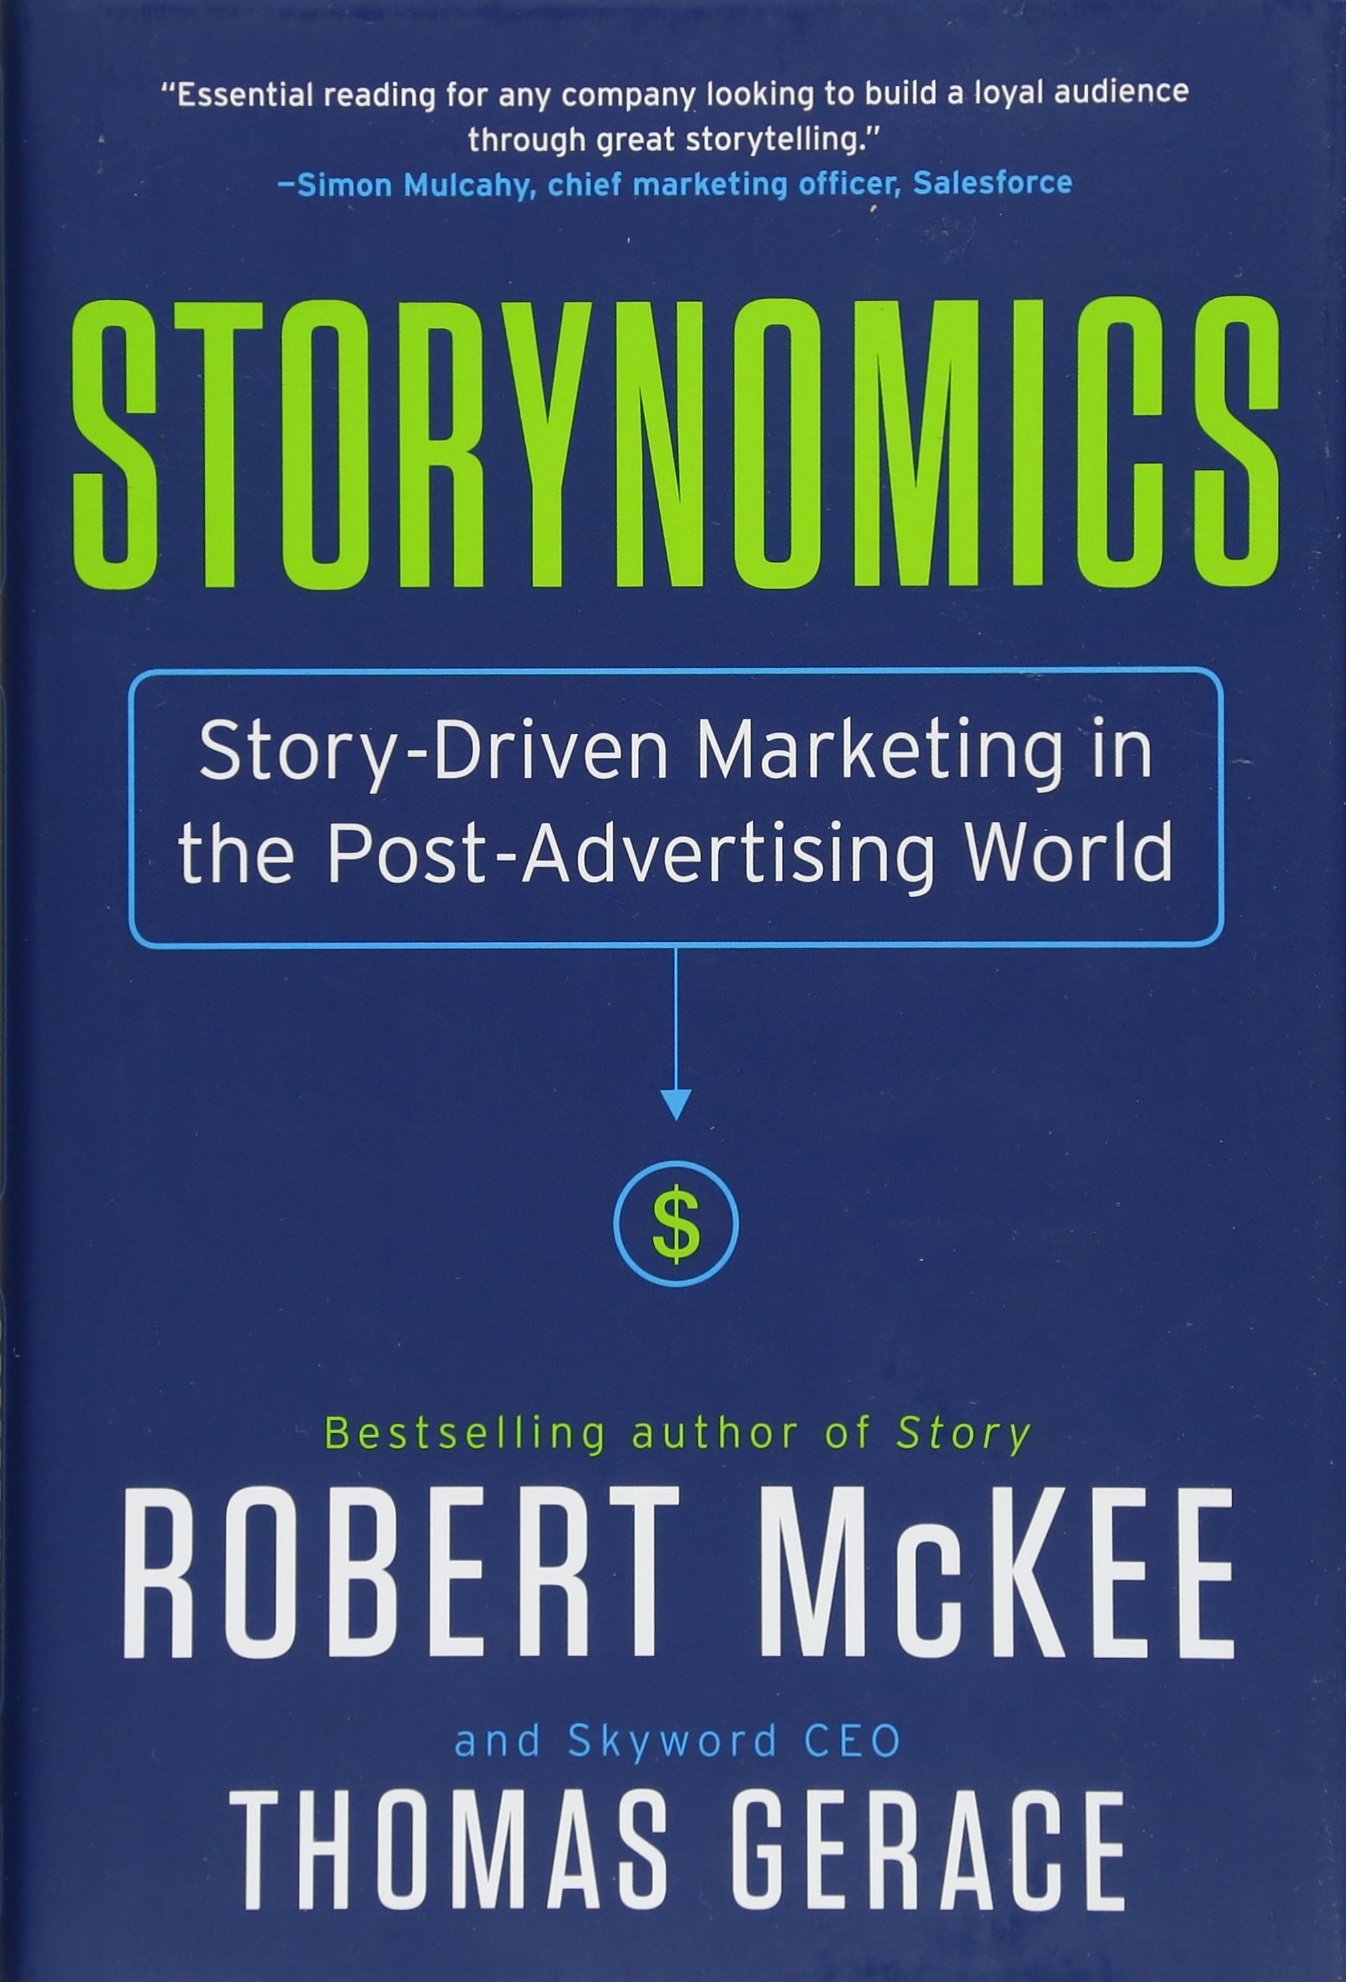 “Essential reading for any company looking to build a loyal audience
through great storytelling.”
–Simon Mulcahy, chief marketing officer, Salesforce
STORYNOMICS
Story-Driven Marketing in
the Post-Advertising World
$
Bestselling author of Story
ROBERT McKEE
and Skyword CEO
THOMAS GERACE